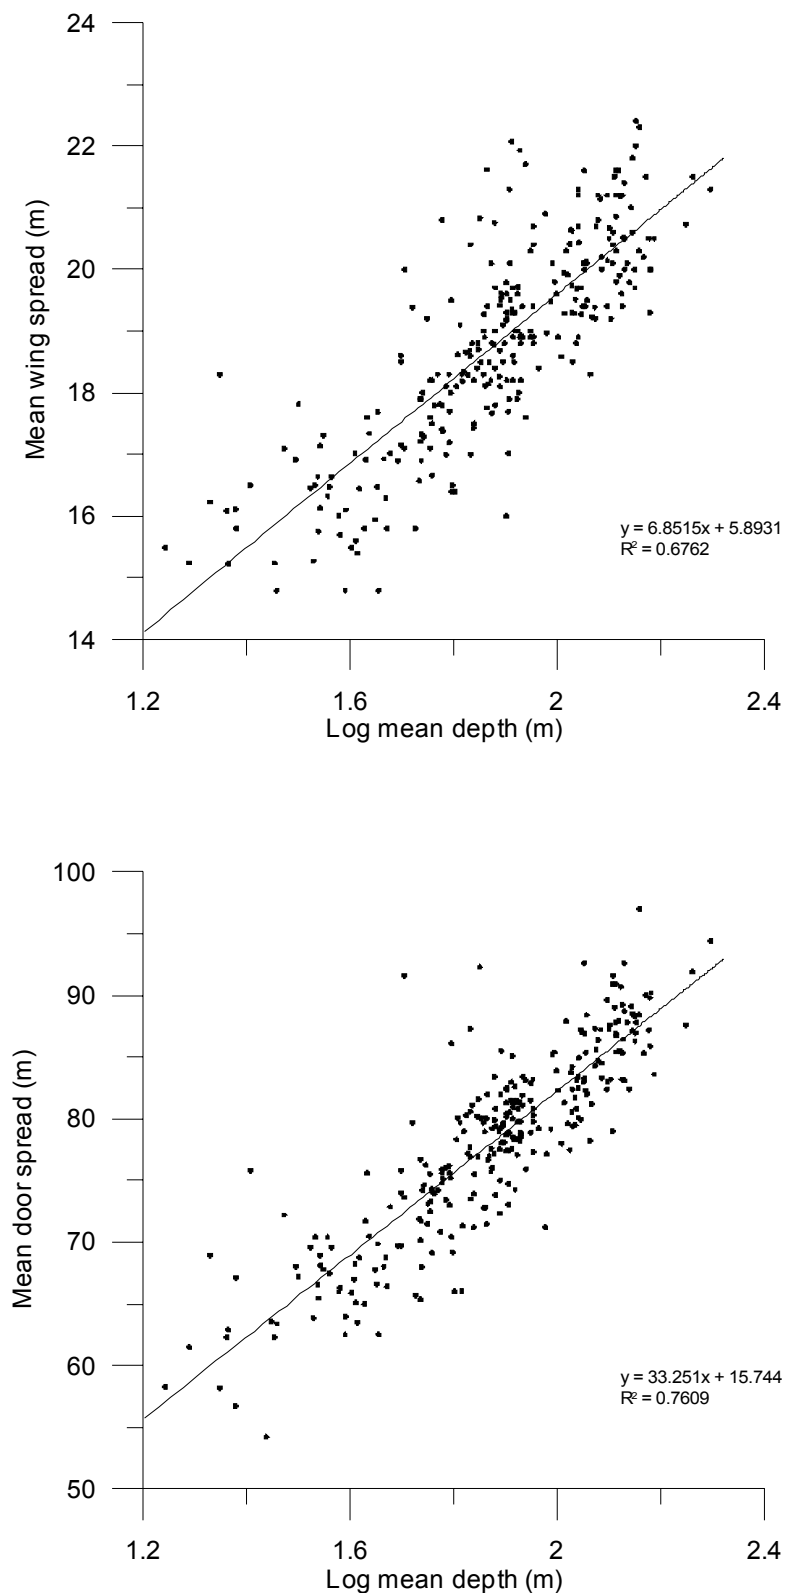 24
22
20
18
16
14
Mean wing spread (m)
y = 6.8515x + 5.8931
R² = 0.6762
1.2 1.6 2 2.4
Log mean depth (m)
100
90
80
70
60
50
Mean door spread (m)
y = 33.251x + 15.744
R² = 0.7609
1.2 1.6 2 2.4
Log mean depth (m)